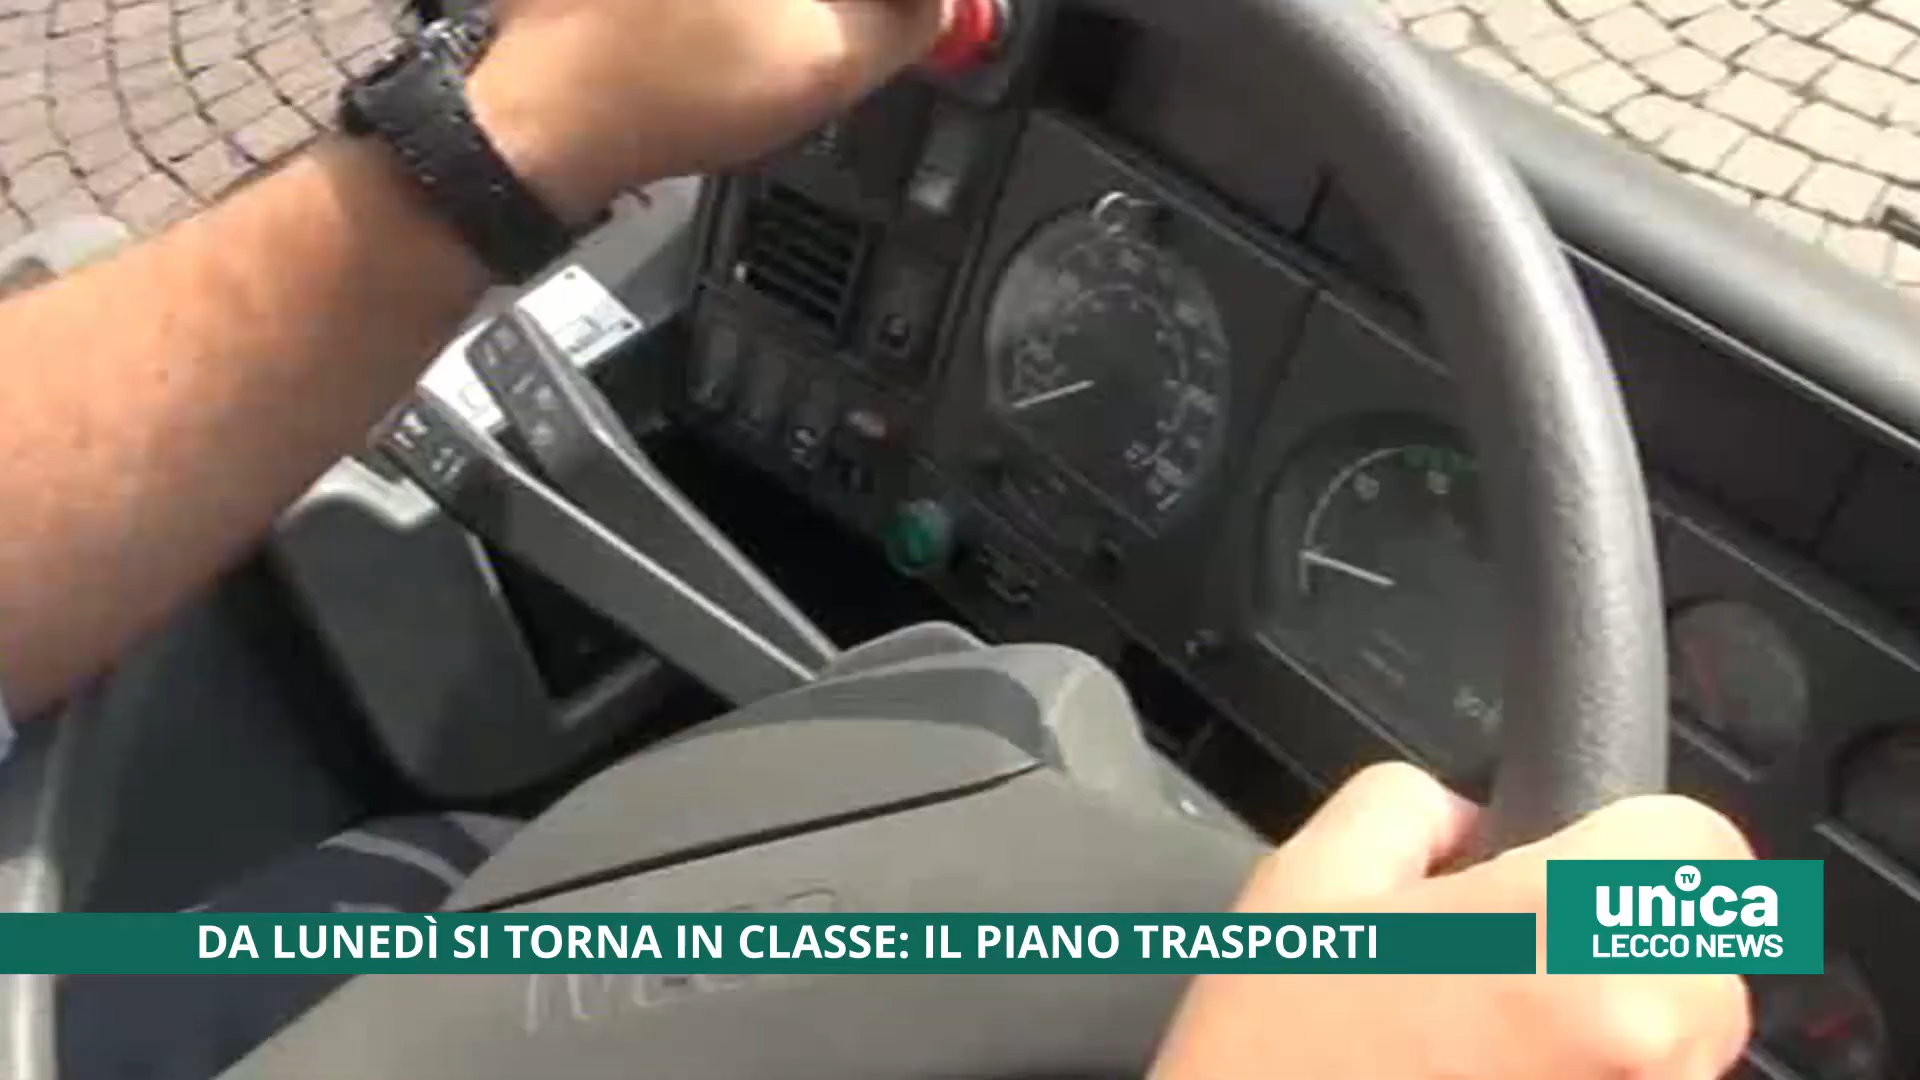 DA LUNEDÌ SI TORNA IN CLASSE: IL PIANO TRASPORTI
TV
unica
LECCO NEWS